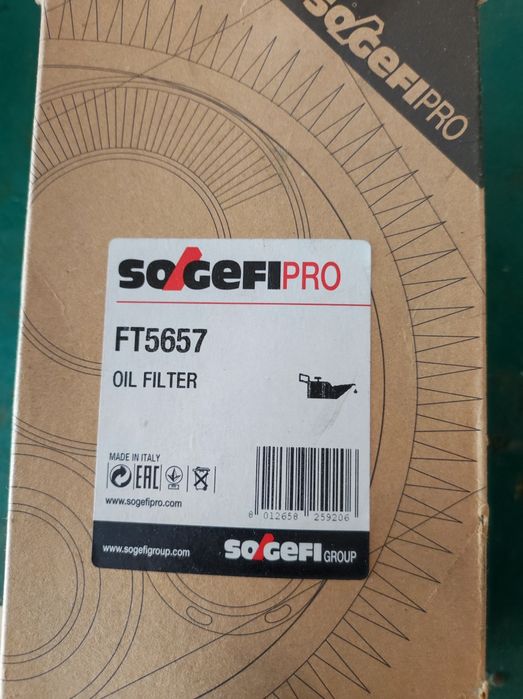 SOGEFIPRO
SOGEFIPRO
FT5657
OIL FILTER
MADE IN ITALY
EAC
www.sogefipro.com
8 012658 259206
www.sogefigroup.com
SOGEFI GROUP